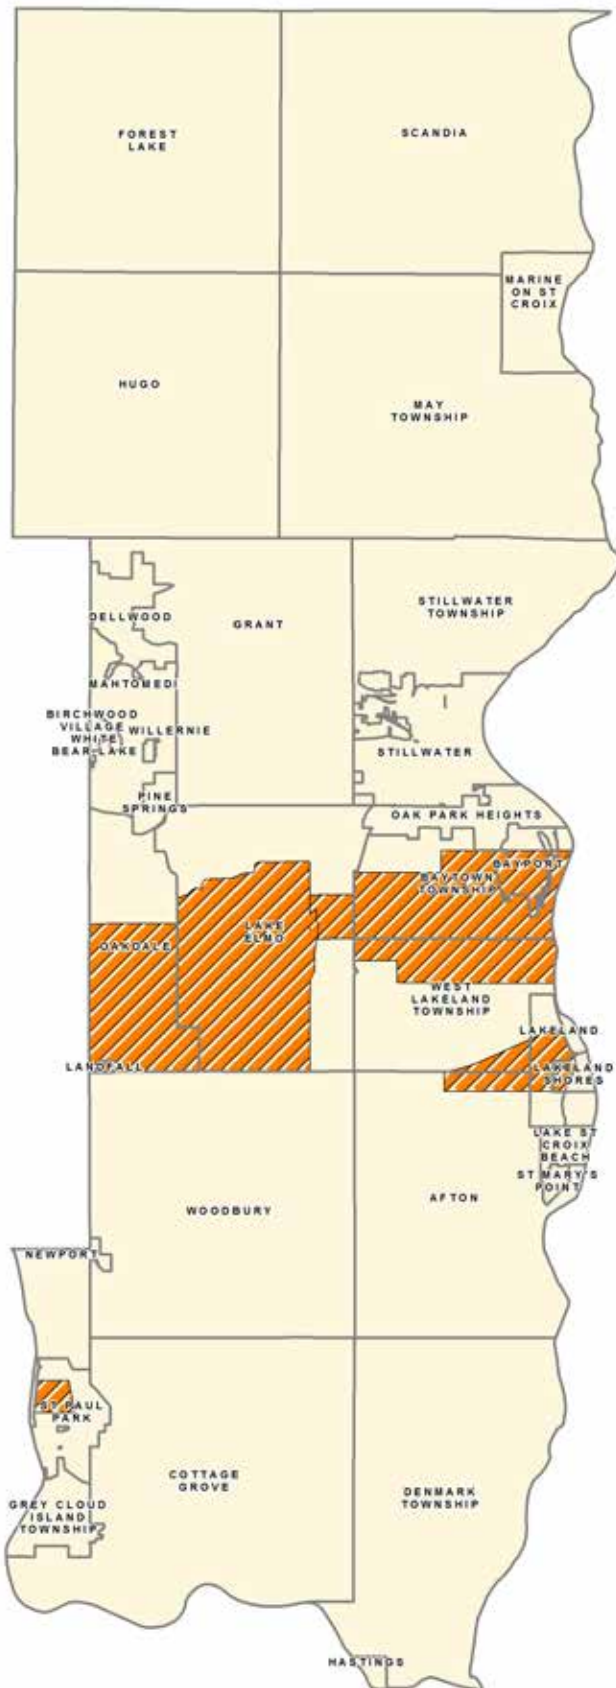 FOREST
LAKE
SCANDIA
MARINE
ON ST
CROIX
HUGO
MAY
TOWNSHIP
STILLWATER
TOWNSHIP
DELLWOOD
GRANT
MAHTOMEDI
BIRCHWOOD
VILLAGE
WHITE
BEAR LAKE
WILLERNIE
STILLWATER
PINE
SPRINGS
OAK PARK HEIGHTS
BAYPORT
BAYTOWN
TOWNSHIP
LAKE
ELMO
OAKDALE
WEST
LAKELAND
TOWNSHIP
LAKELAND
LANDFALL
LAKELAND
SHORES
LAKE ST
CROIX
BEACH
ST MARY'S
POINT
AFTON
WOODBURY
NEWPORT
ST PAUL
PARK
COTTAGE
GROVE
DENMARK
TOWNSHIP
GREY CLOUD
ISLAND
TOWNSHIP
HASTINGS